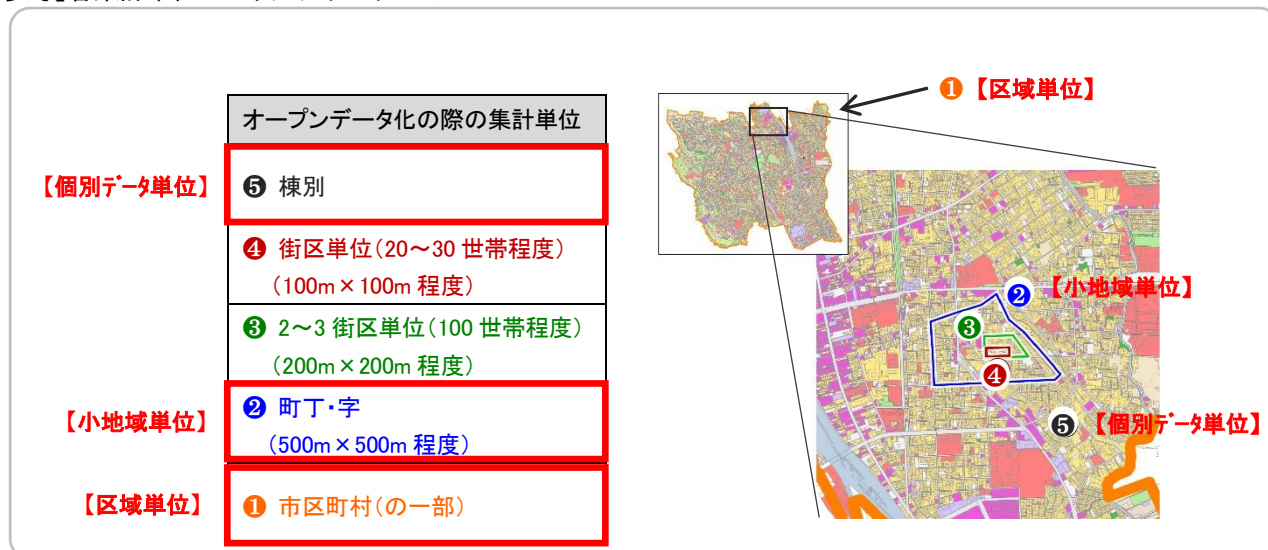 オープンデータ化の際の集計単位
【個別データ単位】
❺ 棟別
❹ 街区単位(20～30 世帯程度)
(100m×100m 程度)
❸ 2～3 街区単位(100 世帯程度)
(200m×200m 程度)
【小地域単位】
❷ 町丁・字
(500m×500m 程度)
【区域単位】
❶ 市区町村(の一部)
❶ 【区域単位】
❷ 【小地域単位】
❸
❹
❺ 【個別データ単位】